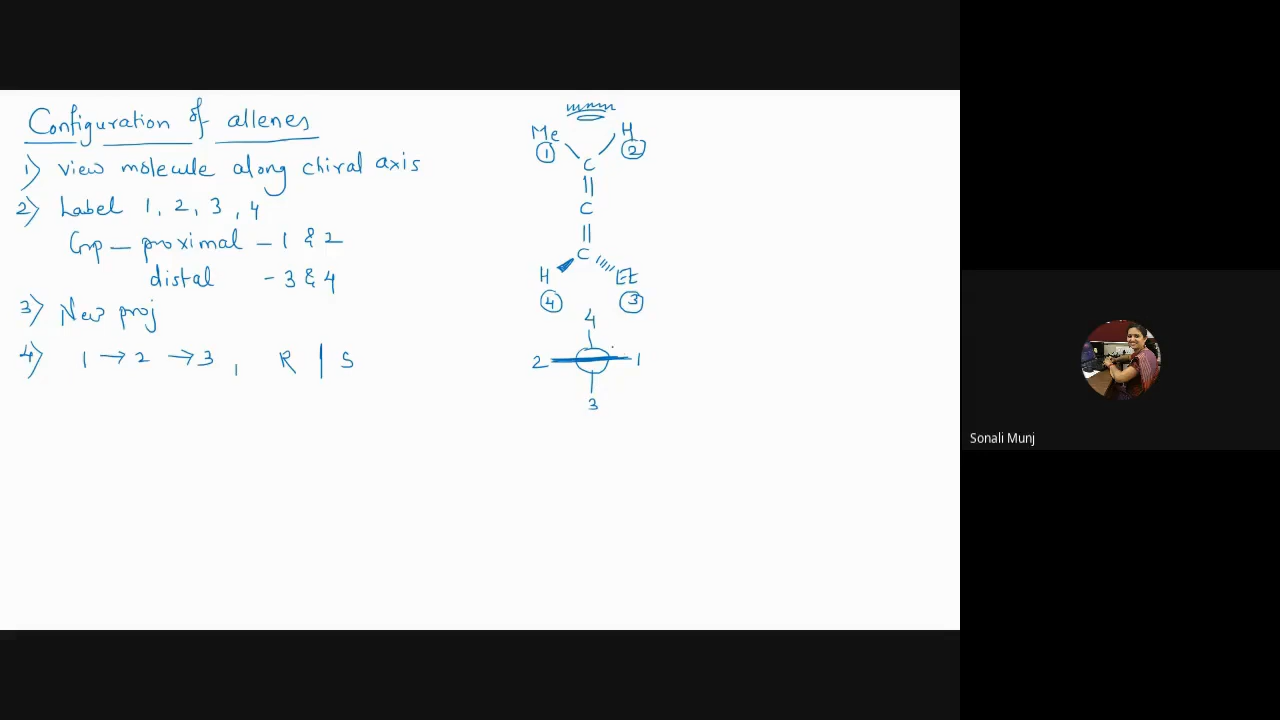 Configuration of allenes
1) view molecule along chiral axis
2) Label 1, 2, 3, 4
Grp – proximal – 1 & 2
distal - 3 & 4
3) New proj
4) 1 → 2 → 3, R | S
Me H
1 2
C
C
C
H Et
4 3
4
2 1
3
Sonali Munj